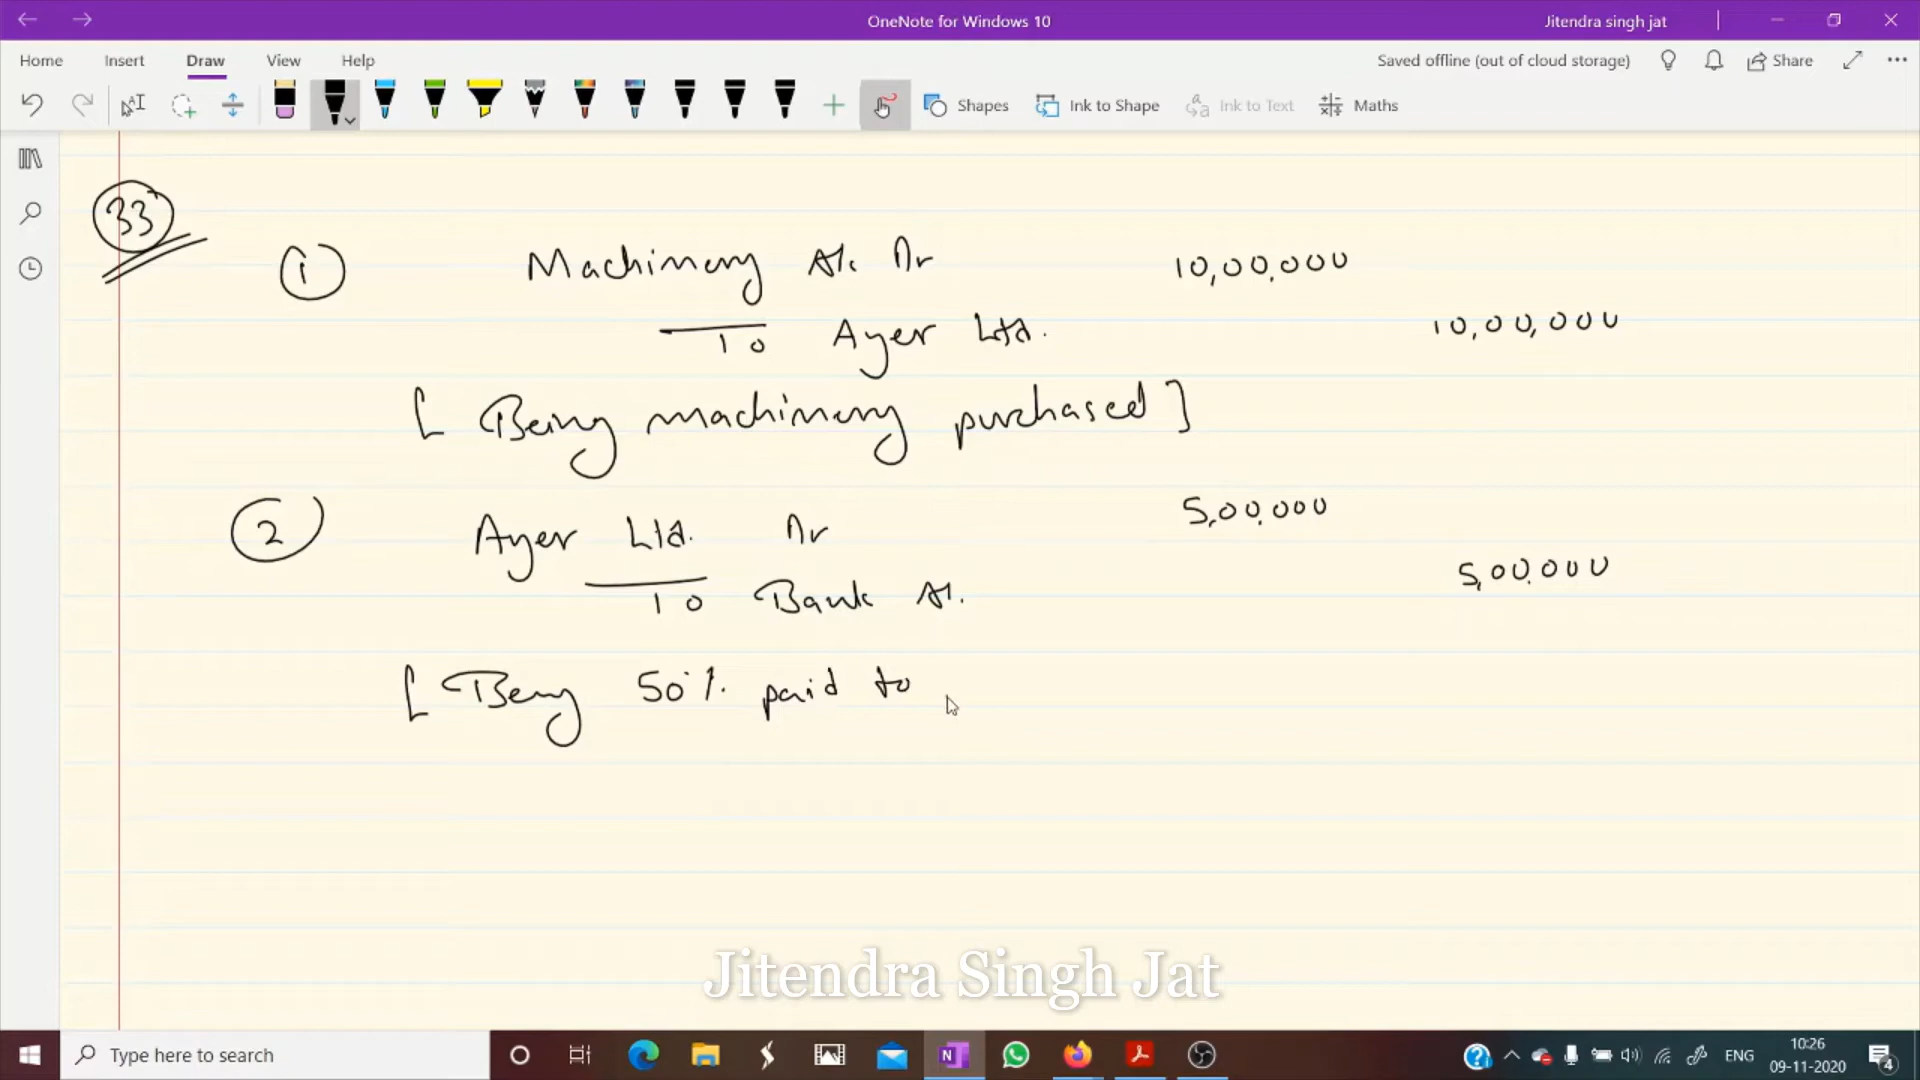 OneNote for Windows 10
Jitendra singh jat
Home Insert Draw View Help
Saved offline (out of cloud storage)
Share
Shapes
Ink to Shape
Ink to Text
Maths
33
1 Machinery A/c Dr 10,00,000
To Ayer Ltd. 10,00,000
[ Being machinery purchased ]
2 Ayer Ltd. Dr 5,00,000
To Bank A/c 5,00,000
[ Being 50% paid to
Jitendra Singh Jat
Type here to search
ENG
10:26
09-11-2020
4